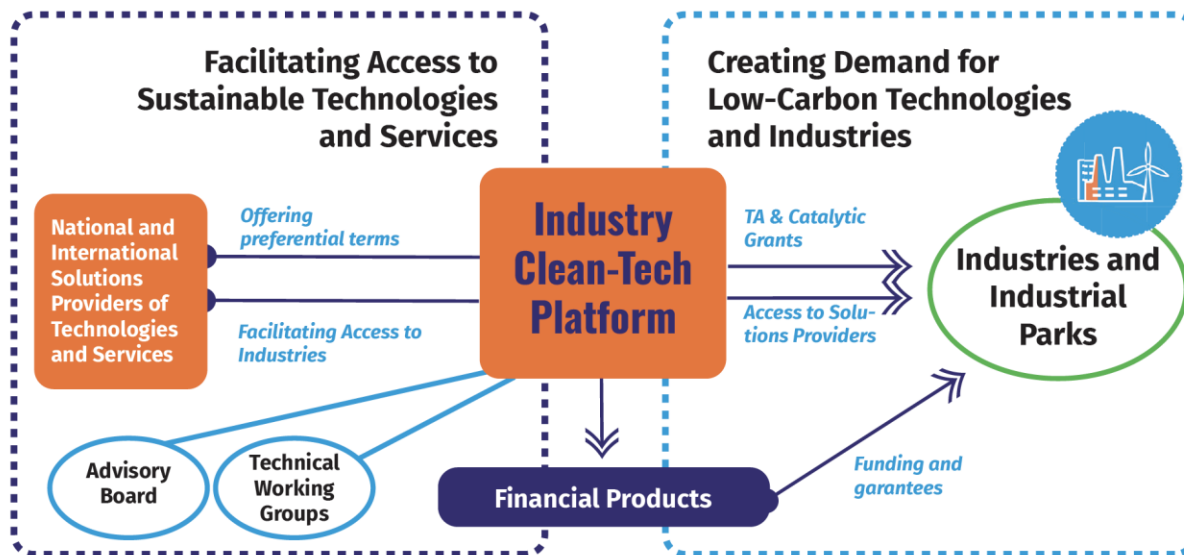 Facilitating Access to
Sustainable Technologies
and Services
Creating Demand for
Low-Carbon Technologies
and Industries
National and
International
Solutions
Providers of
Technologies
and Services
Offering
preferential terms
Facilitating Access to
Industries
Industry
Clean-Tech
Platform
TA & Catalytic
Grants
Access to Solu-
tions Providers
Industries and
Industrial
Parks
Advisory
Board
Technical
Working
Groups
Financial Products
Funding and
garantees